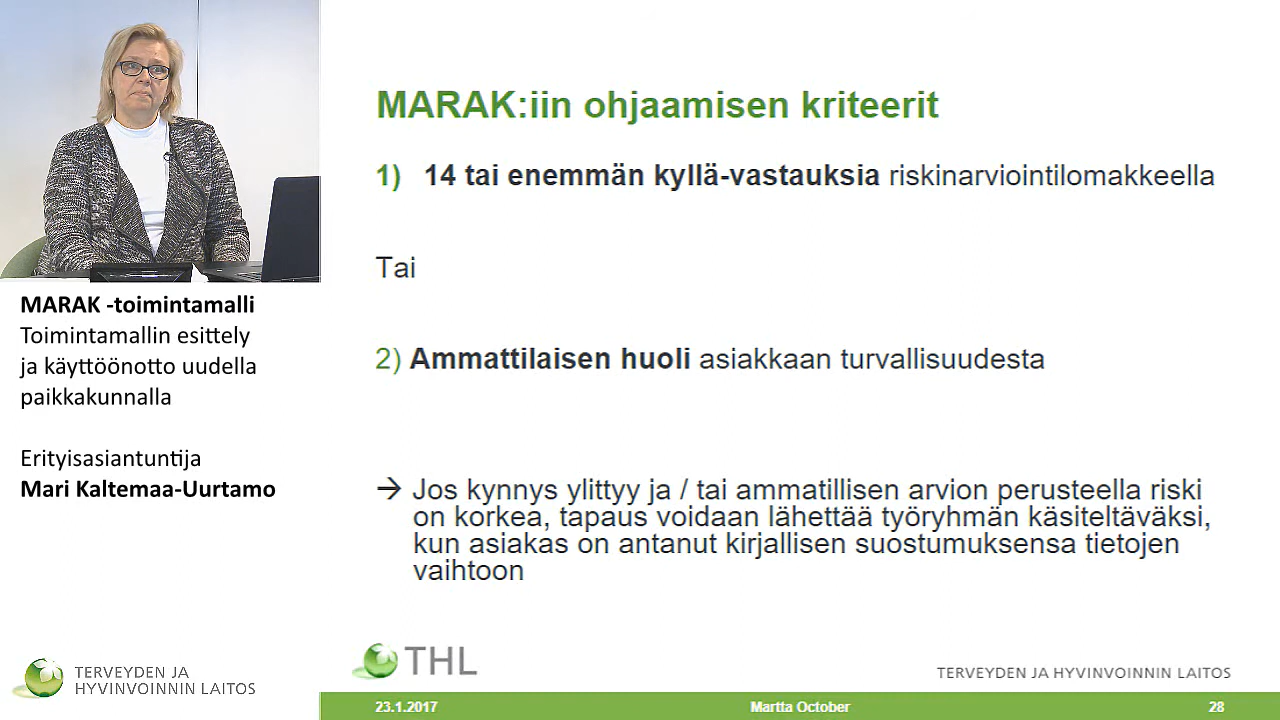 MARAK:iin ohjaamisen kriteerit
1) 14 tai enemmän kyllä-vastauksia riskinarviointilomakkeella
Tai
2) Ammattilaisen huoli asiakkaan turvallisuudesta
→ Jos kynnys ylittyy ja / tai ammatillisen arvion perusteella riski
on korkea, tapaus voidaan lähettää työryhmän käsiteltäväksi,
kun asiakas on antanut kirjallisen suostumuksensa tietojen
vaihtoon
MARAK -toimintamalli
Toimintamallin esittely
ja käyttöönotto uudella
paikkakunnalla
Erityisasiantuntija
Mari Kaltemaa-Uurtamo
TERVEYDEN JA
HYVINVOINNIN LAITOS
THL
TERVEYDEN JA HYVINVOINNIN LAITOS
23.1.2017
Martta October
28